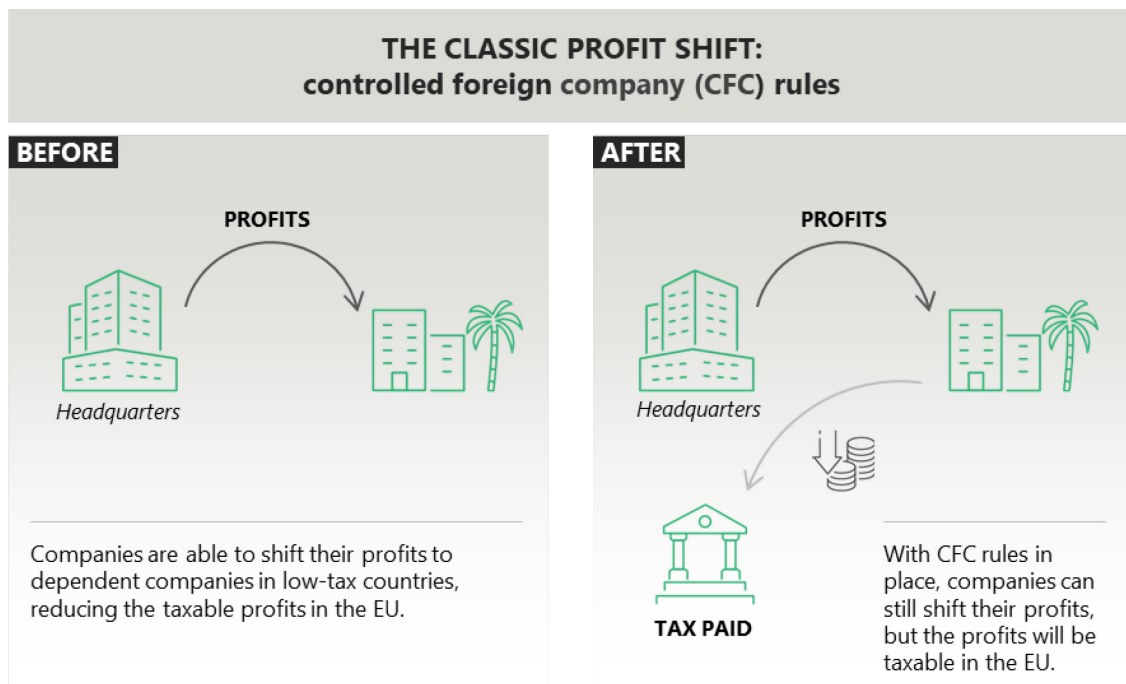 THE CLASSIC PROFIT SHIFT:
controlled foreign company (CFC) rules
BEFORE
PROFITS
Headquarters
Companies are able to shift their profits to
dependent companies in low-tax countries,
reducing the taxable profits in the EU.
AFTER
PROFITS
Headquarters
TAX PAID
With CFC rules in
place, companies can
still shift their profits,
but the profits will be
taxable in the EU.